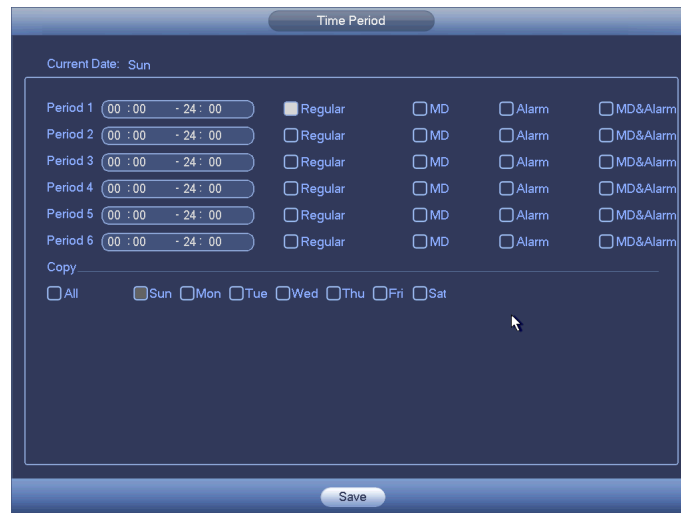 Time Period
Current Date: Sun
Period 1 00 :00 - 24 : 00 Regular MD Alarm MD&Alarm
Period 2 00 :00 - 24 : 00 Regular MD Alarm MD&Alarm
Period 3 00 :00 - 24 : 00 Regular MD Alarm MD&Alarm
Period 4 00 :00 - 24 : 00 Regular MD Alarm MD&Alarm
Period 5 00 :00 - 24 : 00 Regular MD Alarm MD&Alarm
Period 6 00 :00 - 24 : 00 Regular MD Alarm MD&Alarm
Copy
All Sun Mon Tue Wed Thu Fri Sat
Save